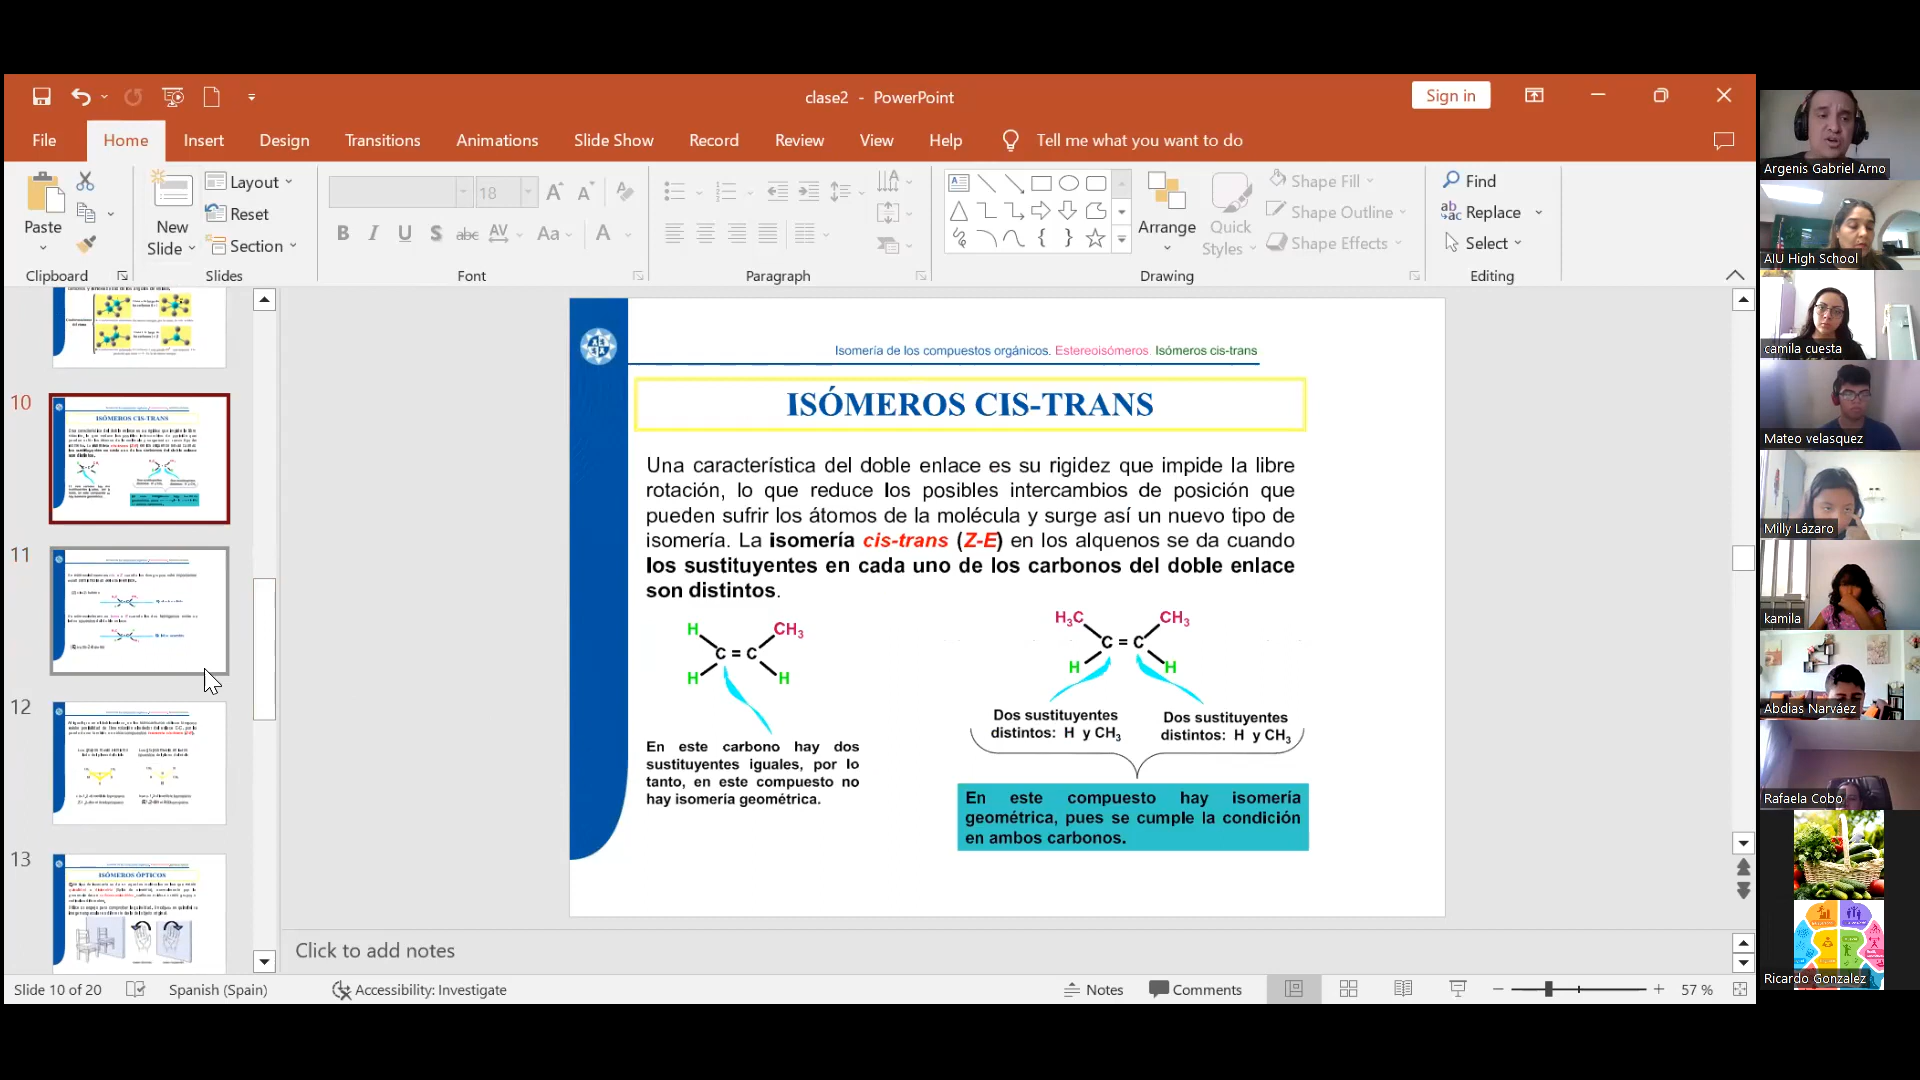 clase2 - PowerPoint
Sign in
File
Home
Insert
Design
Transitions
Animations
Slide Show
Record
Review
View
Help
Tell me what you want to do
Paste
New
Slide
Layout
Reset
Section
18
Find
Replace
Select
Arrange
Quick
Styles
Shape Fill
Shape Outline
Shape Effects
Clipboard
Slides
Font
Paragraph
Drawing
Editing
10
ISÓMEROS CIS-TRANS
11
12
13
ISÓMEROS ÓPTICOS
Isomería de los compuestos orgánicos. Estereoisómeros. Isómeros cis-trans
ISÓMEROS CIS-TRANS
Una característica del doble enlace es su rigidez que impide la libre
rotación, lo que reduce los posibles intercambios de posición que
pueden sufrir los átomos de la molécula y surge así un nuevo tipo de
isomería. La isomería cis-trans (Z-E) en los alquenos se da cuando
los sustituyentes en cada uno de los carbonos del doble enlace
son distintos.
H CH3
C = C
H H
En este carbono hay dos
sustituyentes iguales, por lo
tanto, en este compuesto no
hay isomería geométrica.
H3C CH3
C = C
H H
Dos sustituyentes
distintos: H y CH3
Dos sustituyentes
distintos: H y CH3
En este compuesto hay isomería
geométrica, pues se cumple la condición
en ambos carbonos.
Click to add notes
Slide 10 of 20
Spanish (Spain)
Accessibility: Investigate
Notes
Comments
57 %
Argenis Gabriel Arno
AIU High School
camila cuesta
Mateo velasquez
Milly Lázaro
kamila
Abdias Narváez
Rafaela Cobo
Ricardo Gonzalez